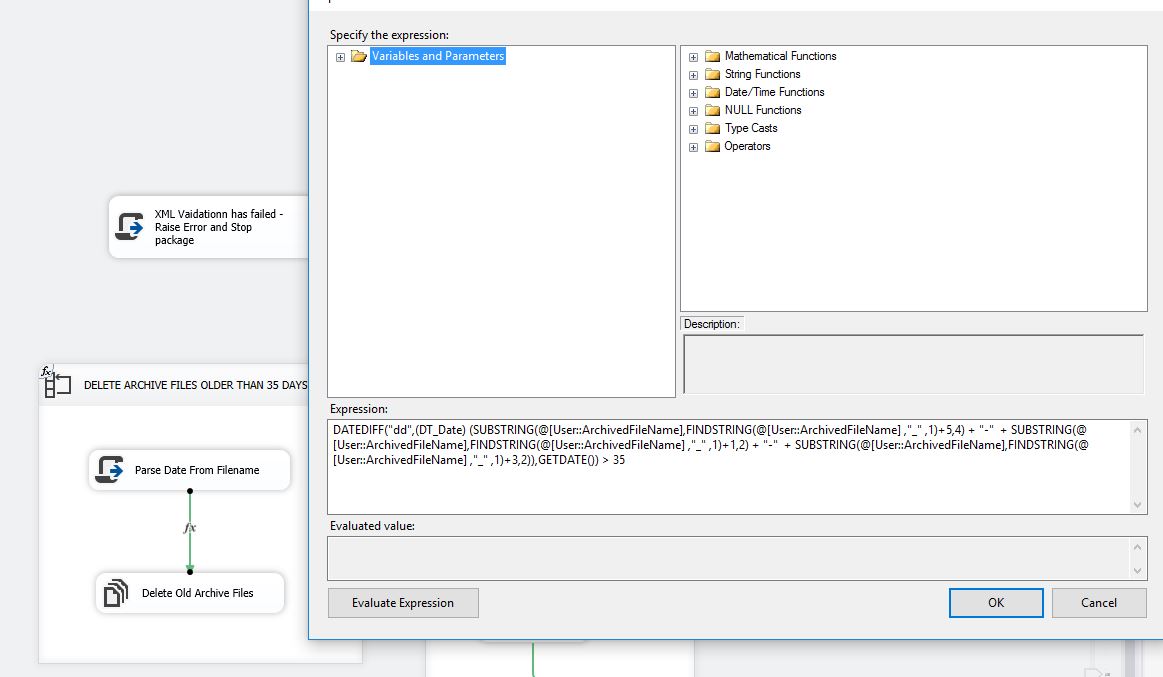 Specify the expression:
Variables and Parameters
Mathematical Functions
String Functions
Date/Time Functions
NULL Functions
Type Casts
Operators
XML Vaidationn has failed -
Raise Error and Stop
package
Description:
fx
DELETE ARCHIVE FILES OLDER THAN 35 DAYS
Expression:
DATEDIFF("dd",(DT_Date) (SUBSTRING(@[User::ArchivedFileName],FINDSTRING(@[User::ArchivedFileName] ,"_" ,1)+5,4) + "-"  + SUBSTRING(@
[User::ArchivedFileName],FINDSTRING(@[User::ArchivedFileName] ,"_" ,1)+1,2) + "-"  + SUBSTRING(@[User::ArchivedFileName],FINDSTRING(@
[User::ArchivedFileName] ,"_" ,1)+3,2)),GETDATE()) > 35
Parse Date From Filename
fx
Evaluated value:
Delete Old Archive Files
Evaluate Expression
OK
Cancel